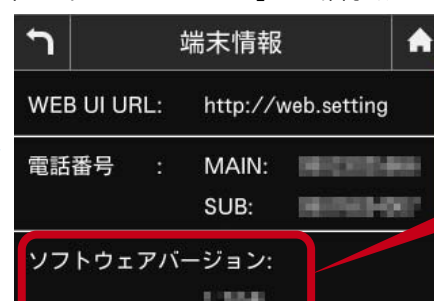 端末情報
WEB UI URL: http://web.setting
電話番号 : MAIN:
SUB:
ソフトウェアバージョン: